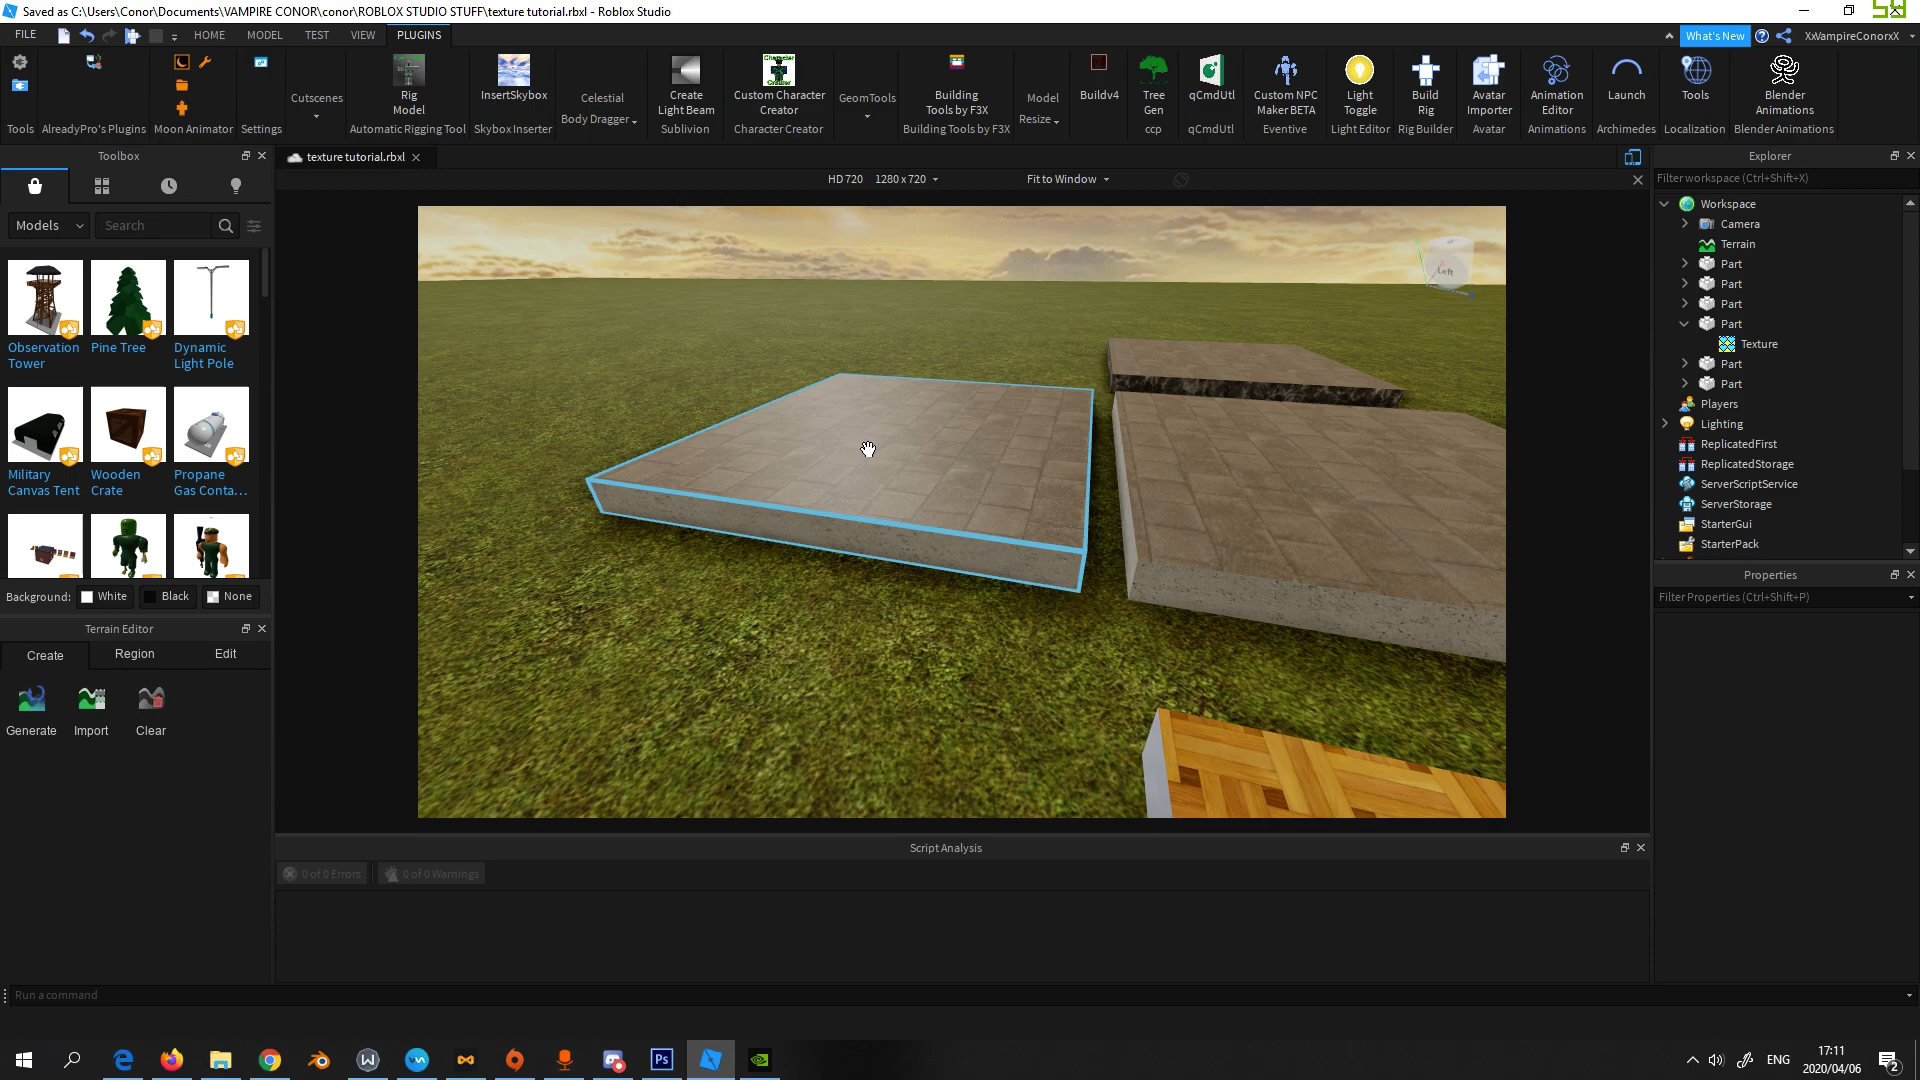 Saved as C:\Users\Conor\Documents\VAMPIRE CONOR\conor\ROBLOX STUDIO STUFF\texture tutorial.rbxl - Roblox Studio
59
FILE HOME MODEL TEST VIEW PLUGINS What's New XxVampireConorxX
Cutscenes
Rig Model
InsertSkybox
Celestial
Body Dragger
Create Light Beam
Custom Character Creator
GeomTools
Building Tools by F3X
Model
Resize
Buildv4
Tree Gen
qCmdUtl
Custom NPC Maker BETA
Light Toggle
Build Rig
Avatar Importer
Animation Editor
Launch
Tools
Blender Animations
Tools AlreadyPro's Plugins Moon Animator Settings Automatic Rigging Tool Skybox Inserter Sublivion Character Creator Building Tools by F3X ccp qCmdUtl Eventive Light Editor Rig Builder Avatar Animations Archimedes Localization Blender Animations
Toolbox
texture tutorial.rbxl
Explorer
HD720 1280x720 Fit to Window
Filter workspace (Ctrl+Shift+X)
Models Search
Observation Tower
Pine Tree
Dynamic Light Pole
Military Canvas Tent
Wooden Crate
Propane Gas Conta...
Background: White Black None
Terrain Editor
Create Region Edit
Generate Import Clear
Left
Workspace
Camera
Terrain
Part
Part
Part
Part
Texture
Part
Part
Players
Lighting
ReplicatedFirst
ReplicatedStorage
ServerScriptService
ServerStorage
StarterGui
StarterPack
Properties
Filter Properties (Ctrl+Shift+P)
Script Analysis
0 of 0 Errors 0 of 0 Warnings
Run a command
Ps
ENG
17:11
2020/04/06
2